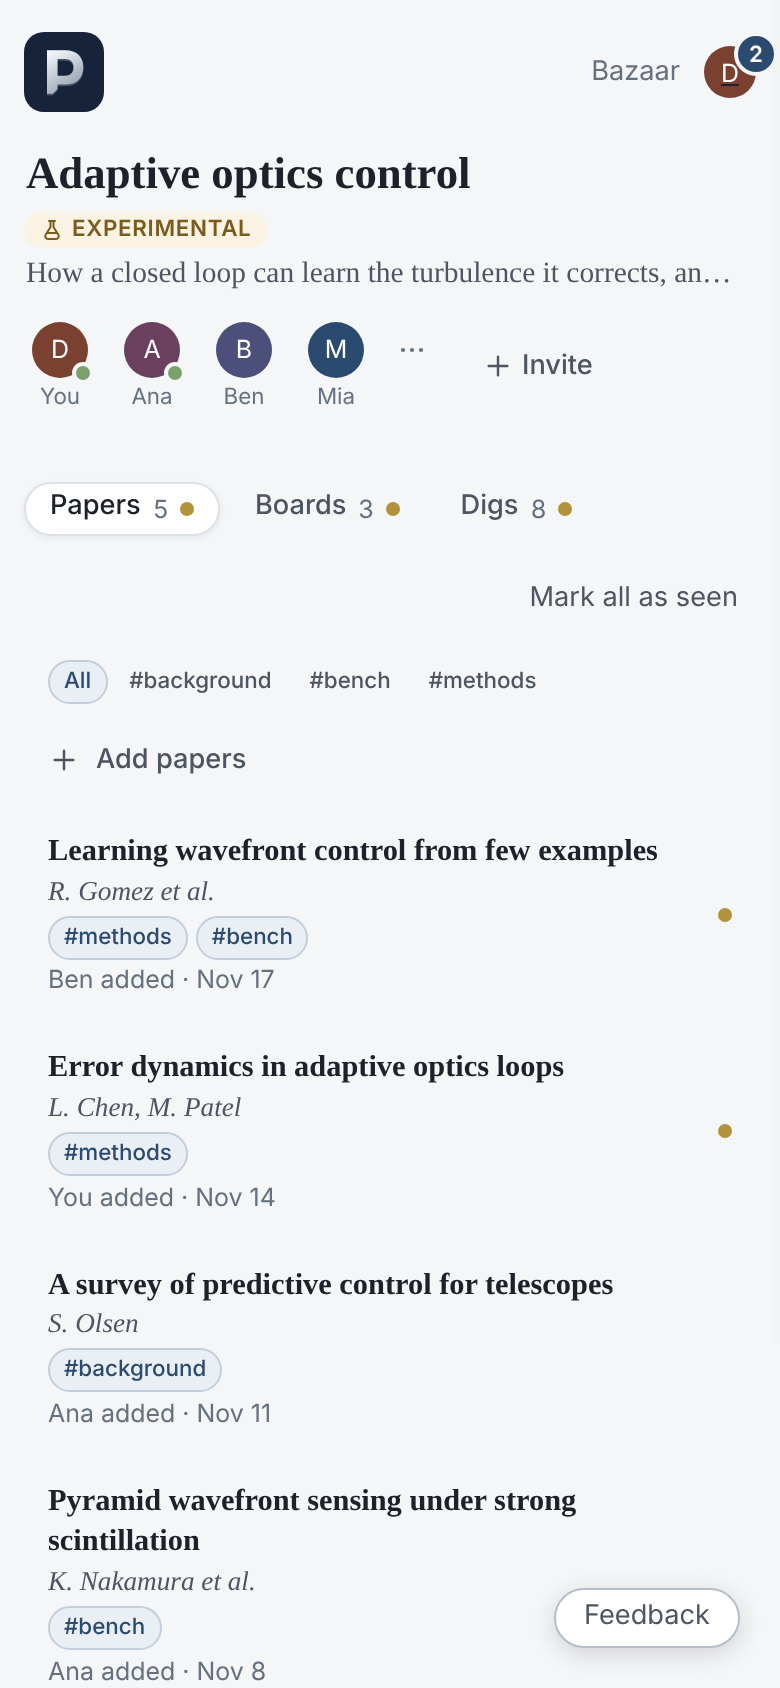 P
Bazaar
D
2
Adaptive optics control
EXPERIMENTAL
How a closed loop can learn the turbulence it corrects, an…
D A B M …
You Ana Ben Mia
+ Invite
Papers 5 Boards 3 Digs 8
Mark all as seen
All #background #bench #methods
+ Add papers
Learning wavefront control from few examples
R. Gomez et al.
#methods #bench
Ben added · Nov 17
Error dynamics in adaptive optics loops
L. Chen, M. Patel
#methods
You added · Nov 14
A survey of predictive control for telescopes
S. Olsen
#background
Ana added · Nov 11
Pyramid wavefront sensing under strong
scintillation
K. Nakamura et al.
#bench
Ana added · Nov 8
Feedback